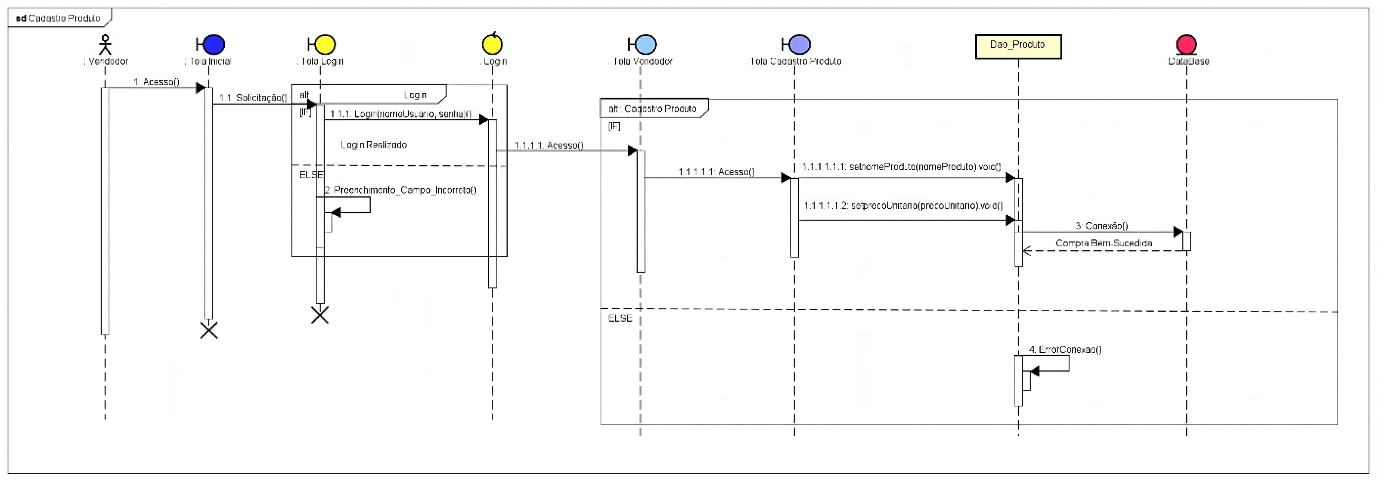 sd Cadastro Produto
: Vendedor
: Tela Inicial
: Tela Login
: Login
: Tela Vendedor
: Tela Cadastro Produto
Dao_Produto
DataBase
1: Acesso()
1.1: Solicitação()
alt
Login
[IF]
1.1.1: Login(nomeUsuário, senha)()
Login Realizado
ELSE
2: Preenchimento_Campo_Incorreto()
1.1.1.1: Acesso()
alt : Cadastro Produto
[IF]
1.1.1.1.1: Acesso()
1.1.1.1.1.1: setnomeProduto(nomeProduto):void()
1.1.1.1.1.2: setprecoUnitario(precoUnitario):void()
3: Conexão()
Compra Bem-Sucedida
ELSE
4: ErrorConexao()